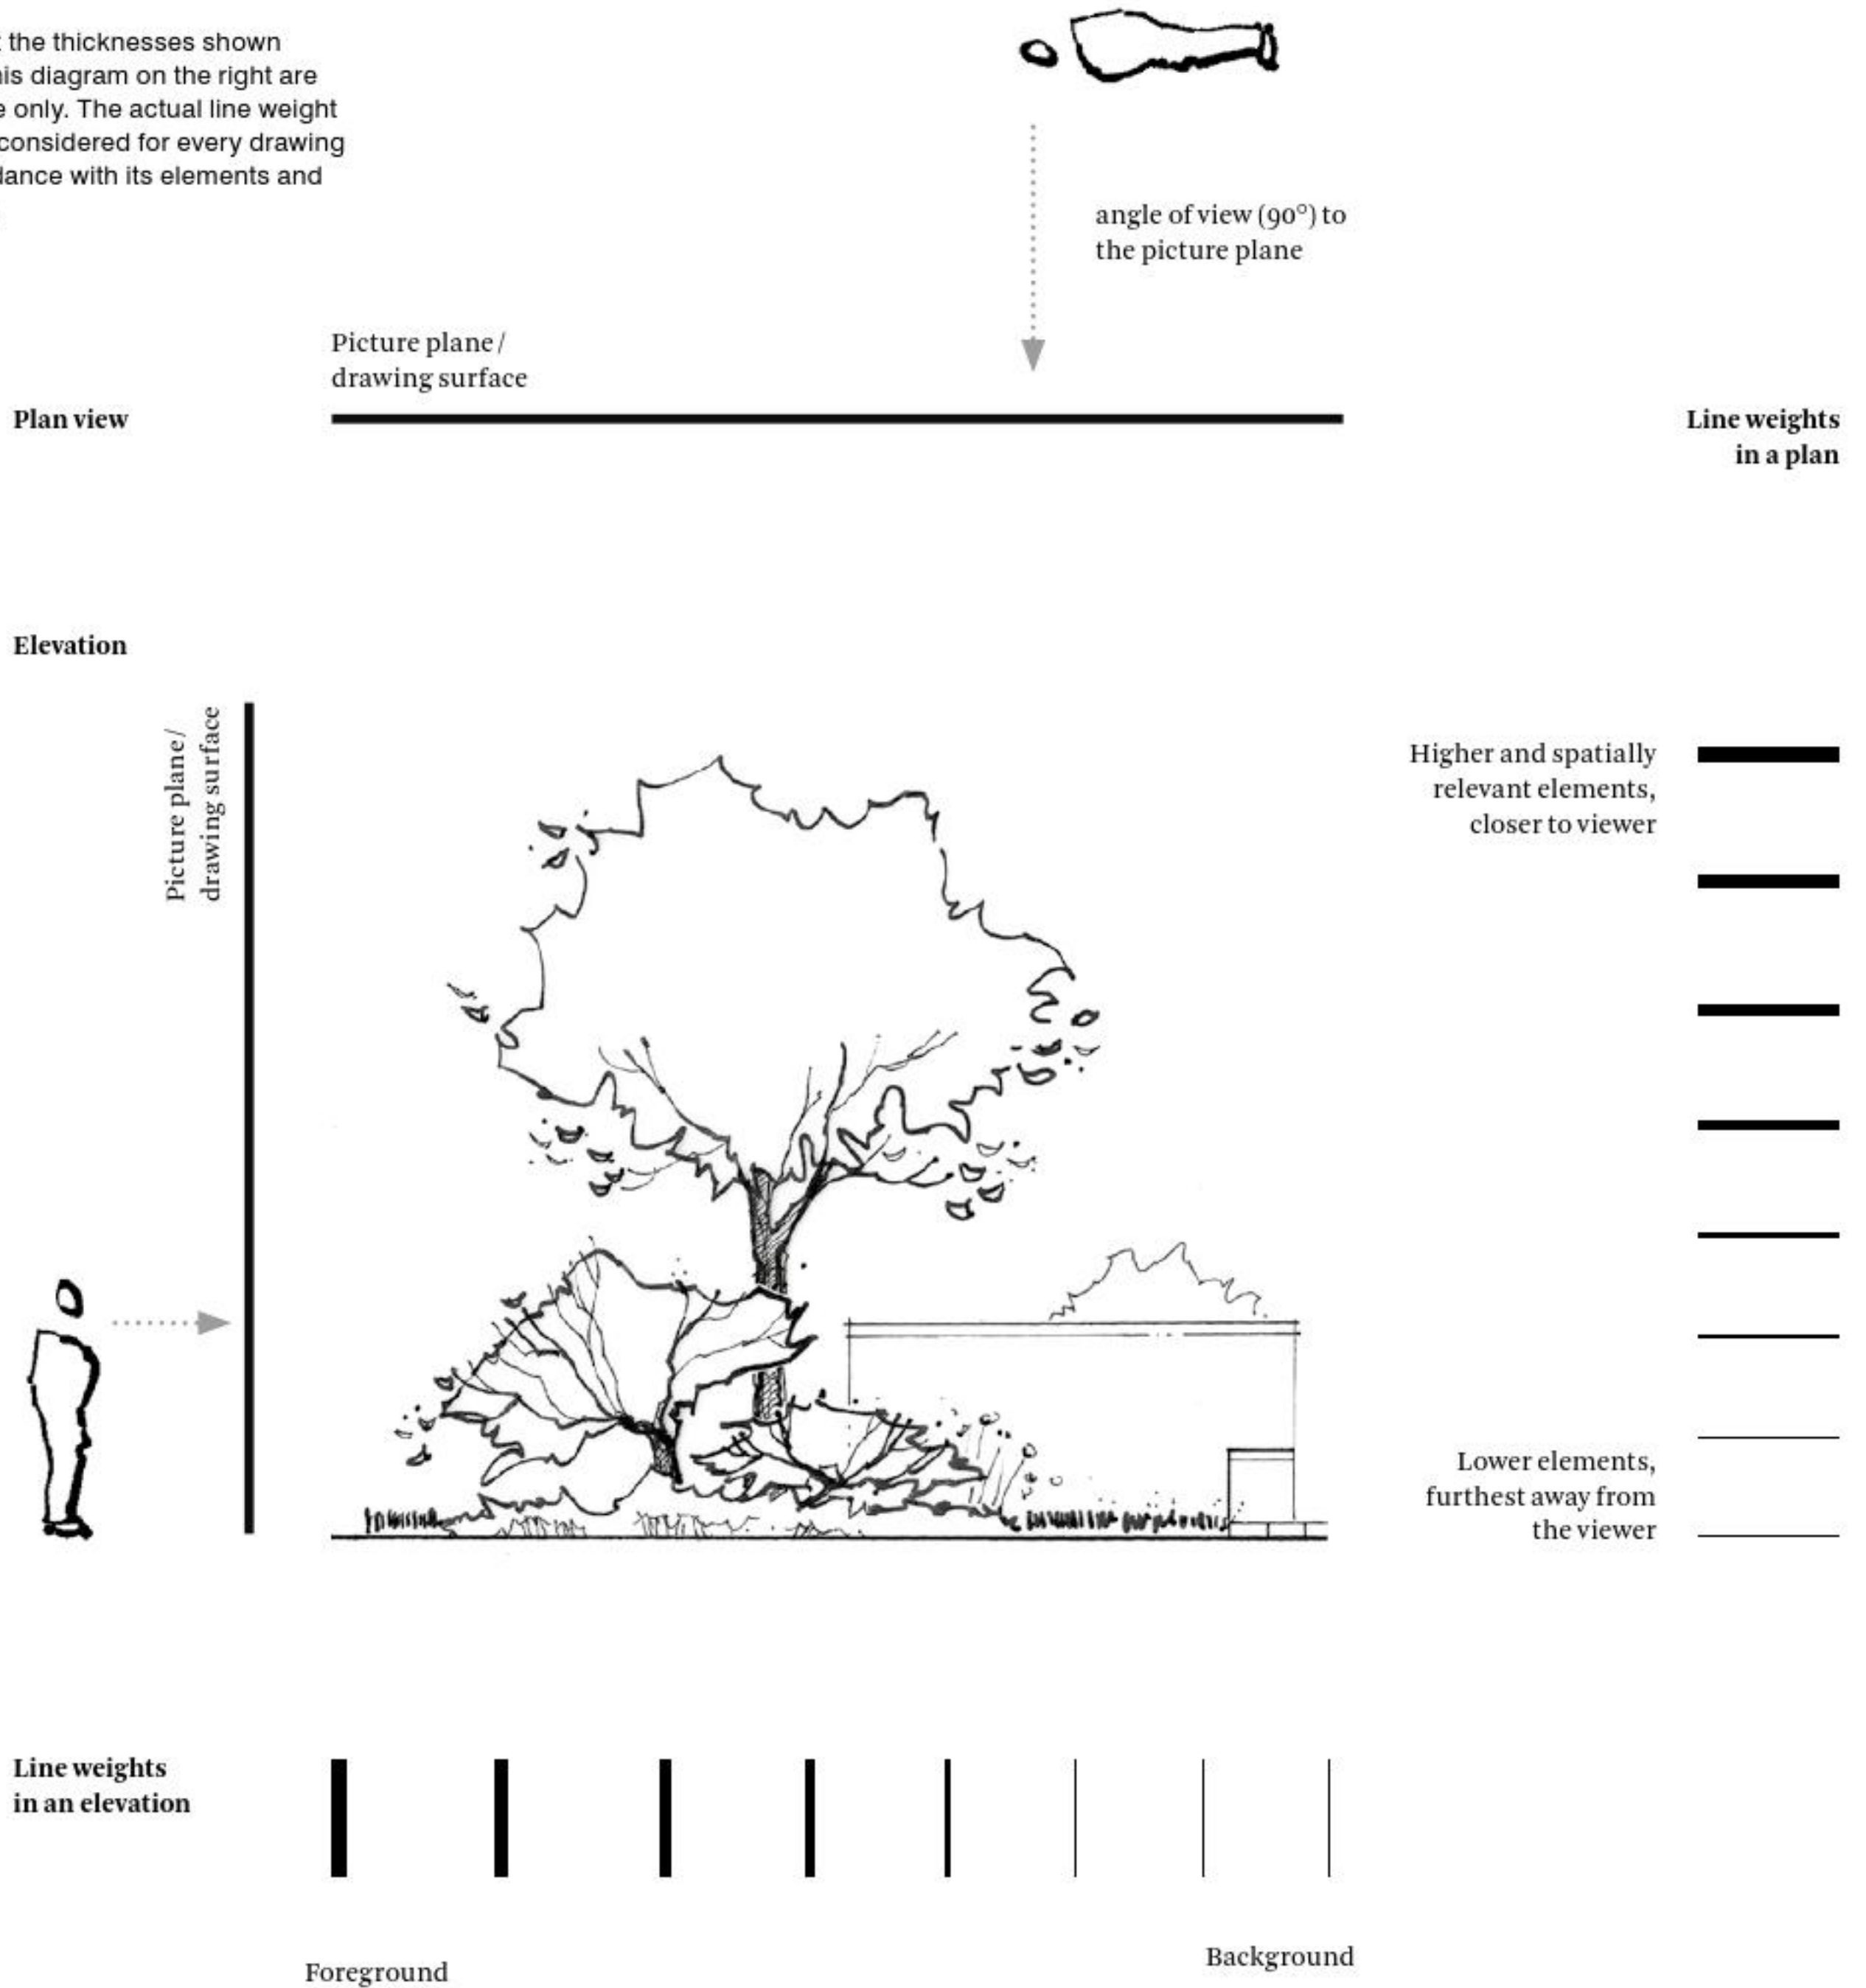 the thicknesses shown
diagram on the right are
only. The actual line weight
considered for every drawing
with its elements and
angle of view (90°) to
the picture plane
Picture plane/
drawing surface
Plan view
Line weights
in a plan
Elevation
Picture plane/
drawing surface
Higher and spatially
relevant elements,
closer to viewer
Lower elements,
furthest away from
the viewer
Line weights
in an elevation
Foreground
Background